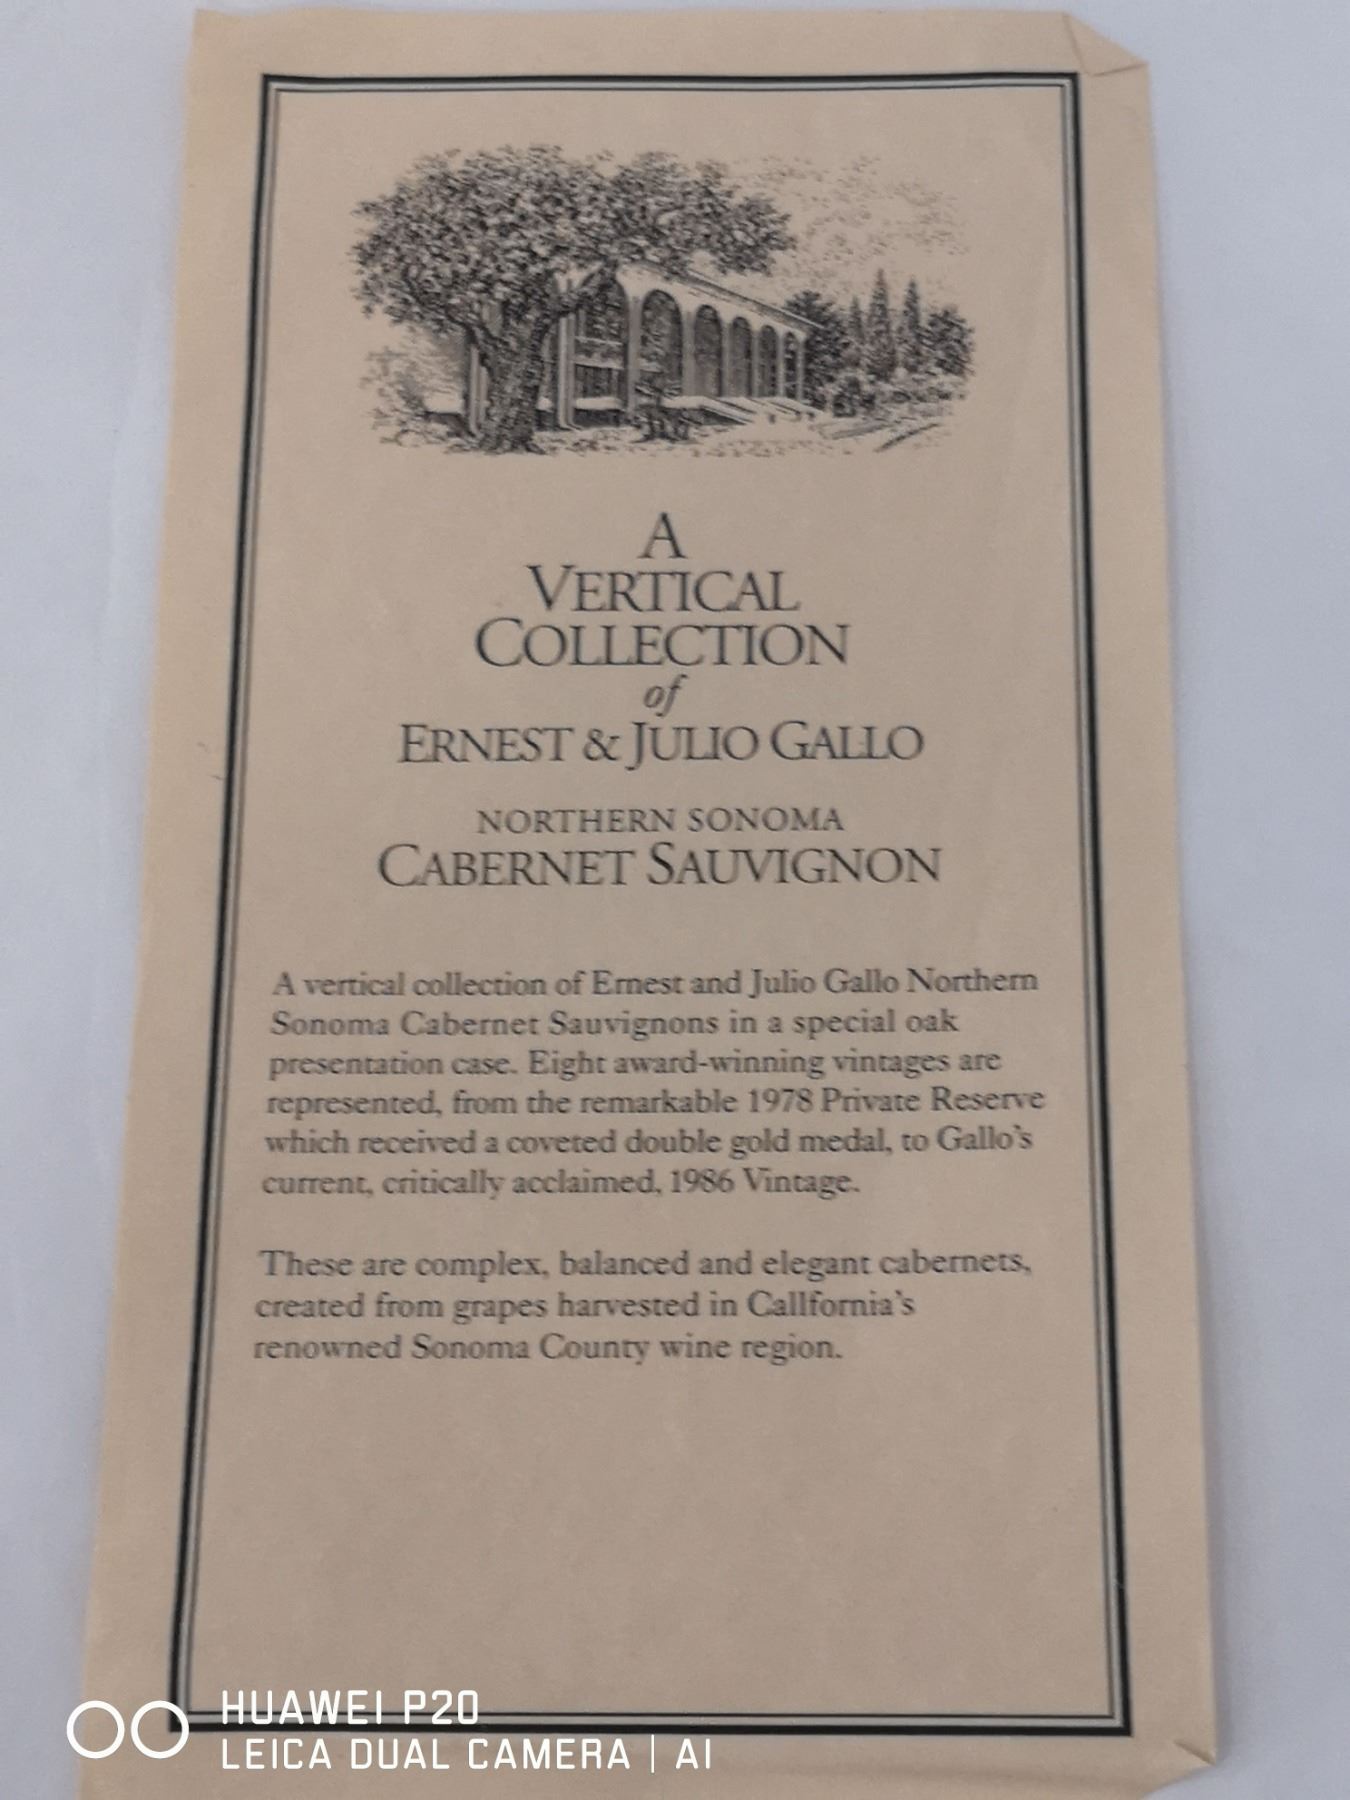 A
VERTICAL
COLLECTION
of
ERNEST & JULIO GALLO
NORTHERN SONOMA
CABERNET SAUVIGNON
A vertical collection of Ernest and Julio Gallo Northern
Sonoma Cabernet Sauvignons in a special oak
presentation case. Eight award-winning vintages are
represented, from the remarkable 1978 Private Reserve
which received a coveted double gold medal, to Gallo's
current, critically acclaimed, 1986 Vintage.
These are complex, balanced and elegant cabernets,
created from grapes harvested in Callfornia's
renowned Sonoma County wine region.
HUAWEI P20
LEICA DUAL CAMERA | AI